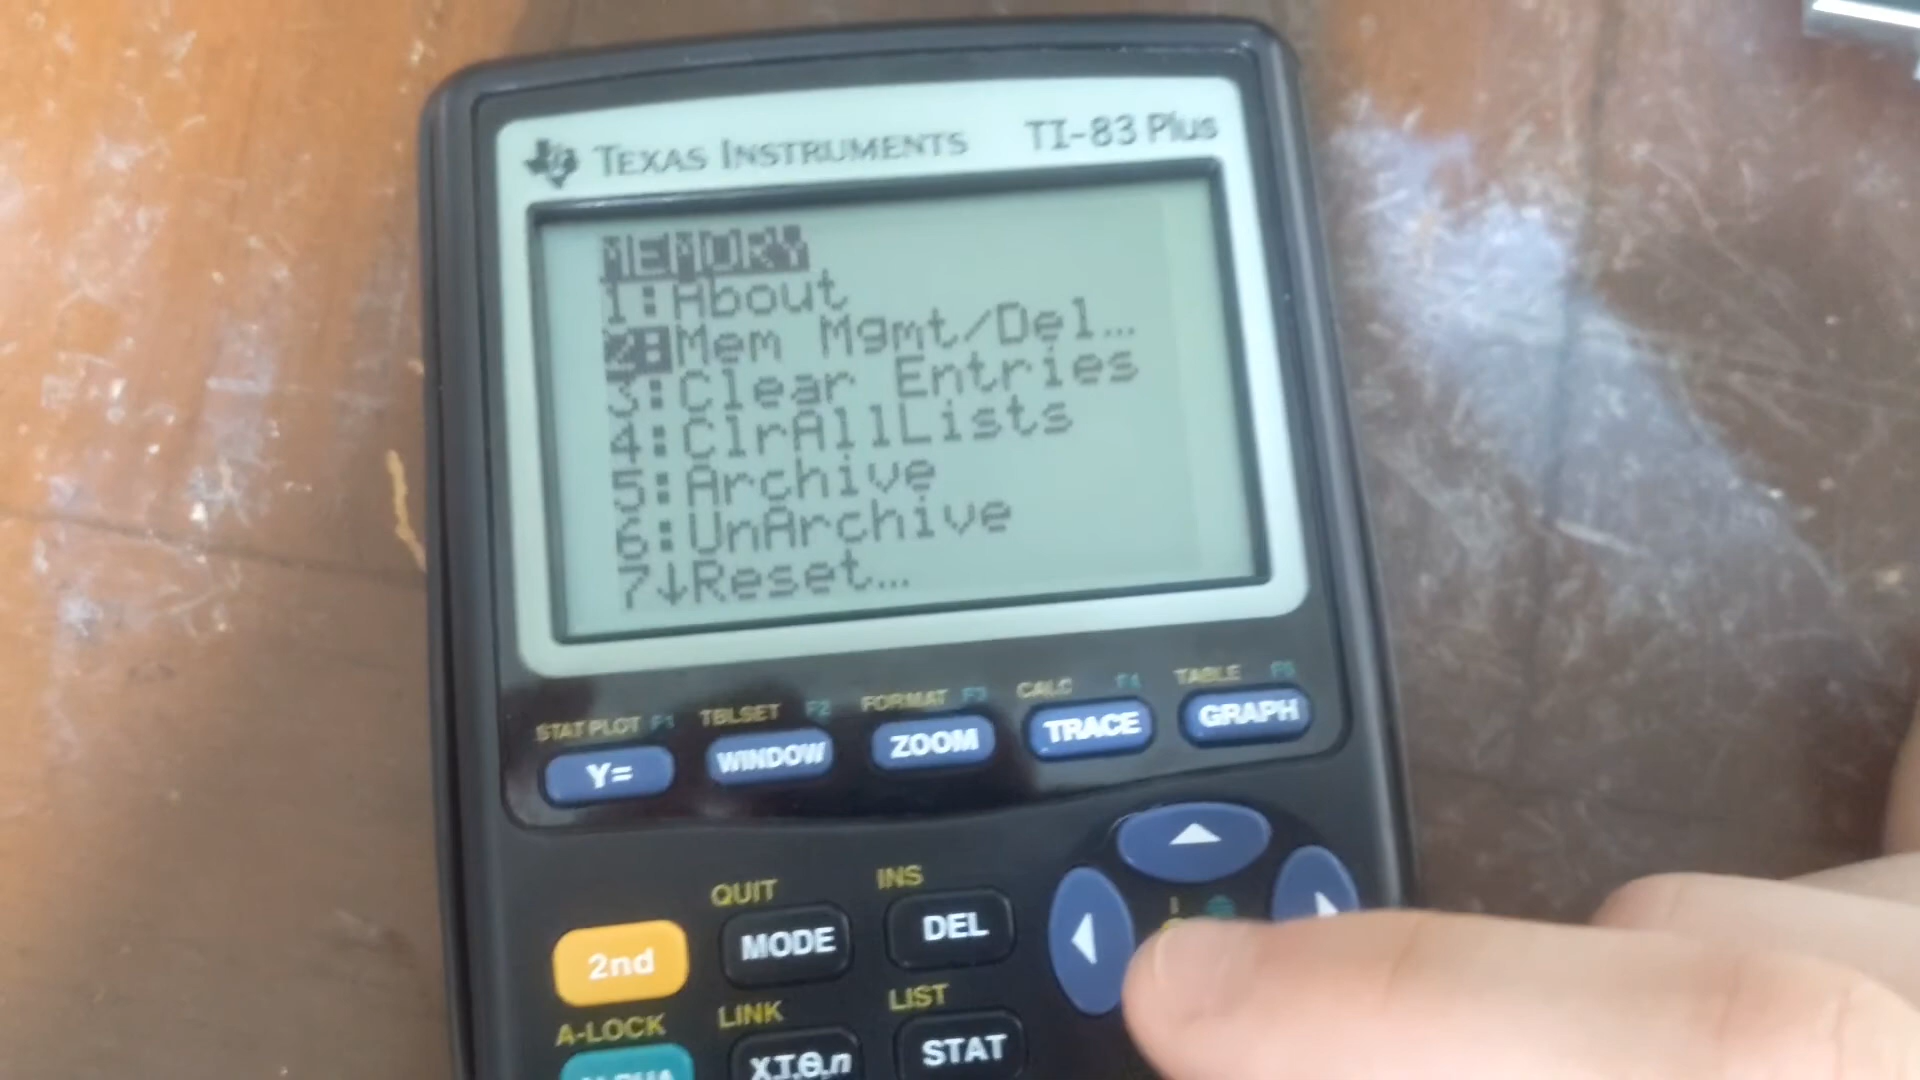 TEXAS INSTRUMENTS TI-83 Plus
MEMORY
1:About
2:Mem Mgmt/Del…
3:Clear Entries
4:ClrAllLists
5:Archive
6:UnArchive
7↓Reset…
STAT PLOT F1 TBLSET F2 FORMAT F3 CALC F4 TABLE F5
Y= WINDOW ZOOM TRACE GRAPH
QUIT INS
2nd MODE DEL
A-LOCK LINK LIST
ALPHA X,T,Θ,n STAT